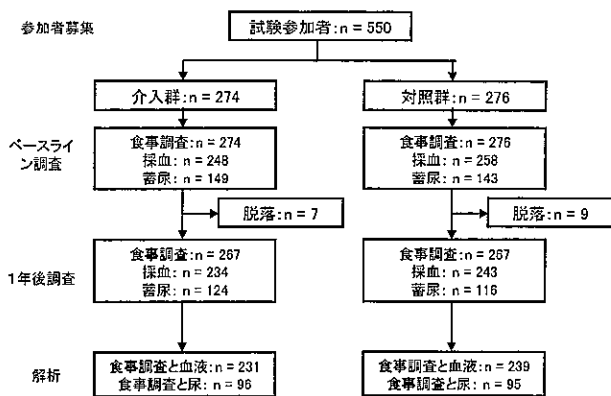 参加者募集
試験参加者:n = 550
介入群:n = 274
対照群:n = 276
ベースライン調査
食事調査:n = 274
採血:n = 248
蓄尿:n = 149
食事調査:n = 276
採血:n = 258
蓄尿:n = 143
脱落:n = 7
脱落:n = 9
1年後調査
食事調査:n = 267
採血:n = 234
蓄尿:n = 124
食事調査:n = 267
採血:n = 243
蓄尿:n = 116
解析
食事調査と血液:n = 231
食事調査と尿:n = 96
食事調査と血液:n = 239
食事調査と尿:n = 95